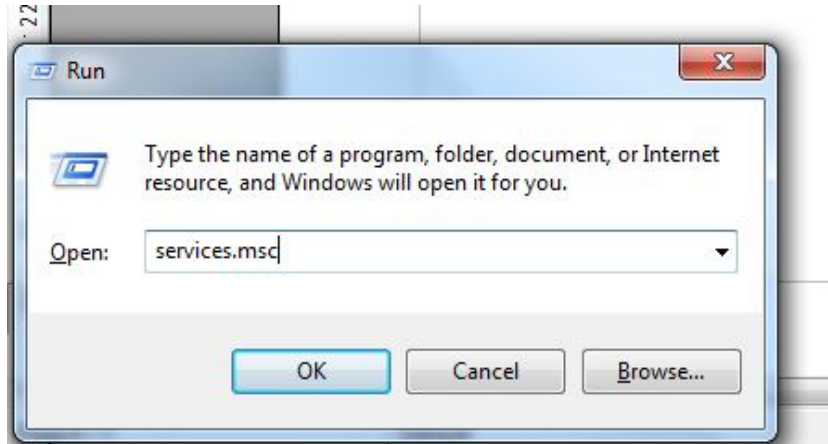 22
Run
X
Type the name of a program, folder, document, or Internet
resource, and Windows will open it for you.
Open:
services.msc
OK
Cancel
Browse...